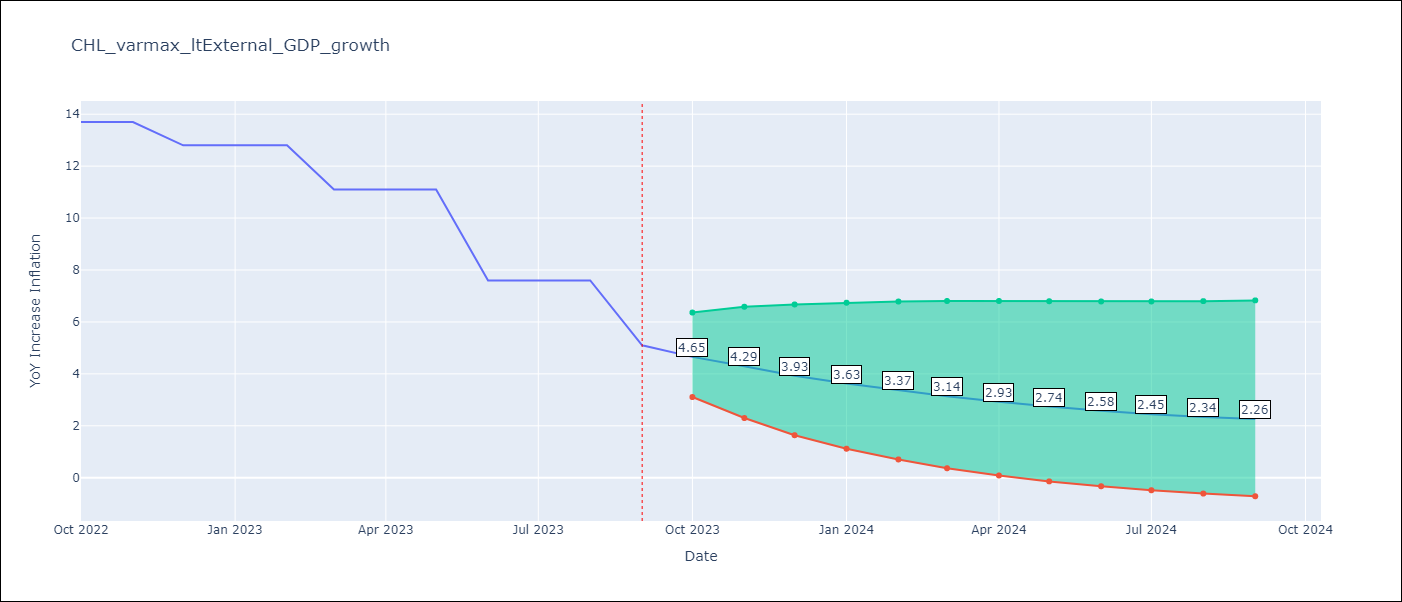 CHL_varmax_ltExternal_GDP_growth
14
12
10
8
6
4
2
0
YoY Increase Inflation
4.65
4.29
3.93
3.63
3.37
3.14
2.93
2.74
2.58
2.45
2.34
2.26
Oct 2022
Jan 2023
Apr 2023
Jul 2023
Oct 2023
Jan 2024
Apr 2024
Jul 2024
Oct 2024
Date